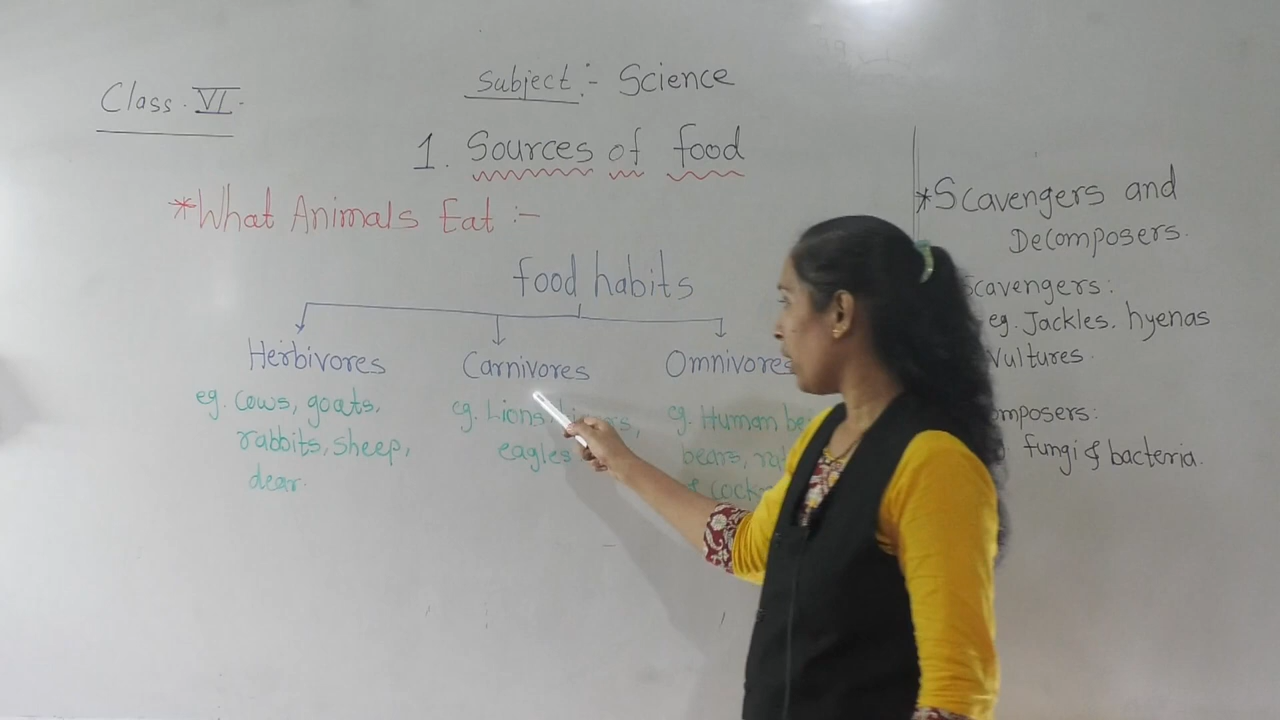 Class. VI.
Subject:- Science
1. Sources of food
*What Animals Eat :-
food habits
Herbivores
eg. Cows, goats,
rabbits, sheep,
dear.
Carnivores
eg. Lions,
eagles
Omnivores
eg. Human
bears,
&
*Scavengers and
Decomposers.
Scavengers:
eg. Jackles, hyenas
Vultures.
fungi & bacteria.